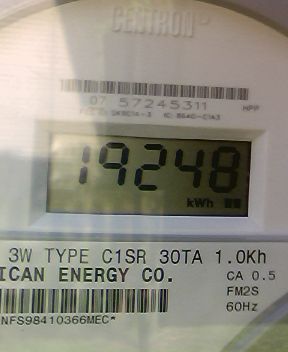 CENTRON
07 57245311
19248
kWh
3W TYPE C1SR 30TA 1.0Kh
ICAN ENERGY CO.
CA 0.5
FM2S
60Hz
NFS98410366MEC*